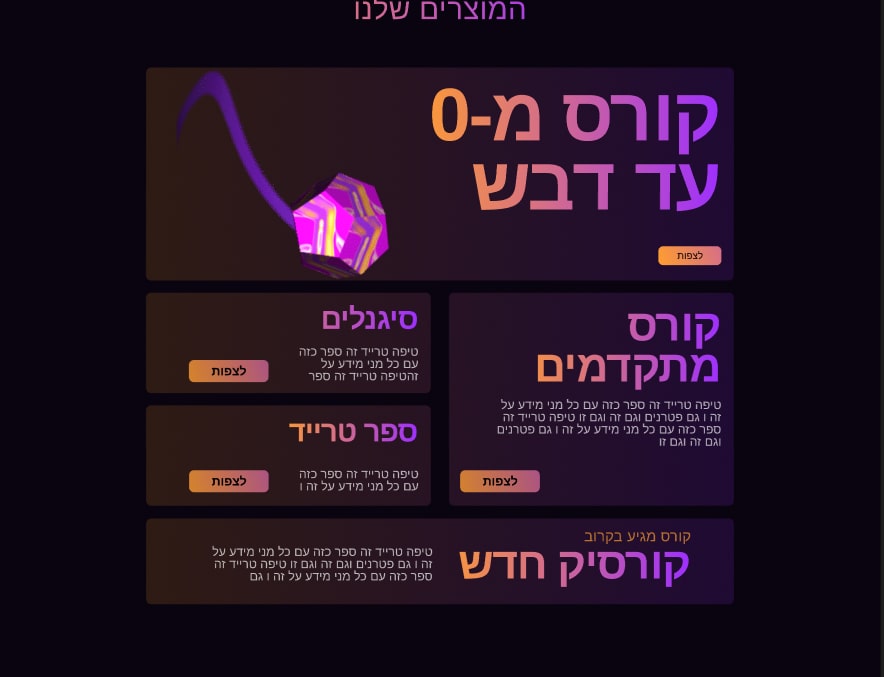 המוצרים שלנו
קורס מ-0
עד דבש
לצפות
קורס
מתקדמים
טיפה טרייד זה ספר כזה עם כל מני מידע על
זה ו גם פטרנים וגם זה וגם זו טיפה טרייד זה
ספר כזה עם כל מני מידע על זה ו גם פטרנים
וגם זה וגם זו
לצפות
סיגנלים
טיפה טרייד זה ספר כזה
עם כל מני מידע על
זהטיפה טרייד זה ספר
לצפות
ספר טרייד
טיפה טרייד זה ספר כזה
עם כל מני מידע על זה ו
לצפות
קורס מגיע בקרוב
קורסיק חדש
טיפה טרייד זה ספר כזה עם כל מני מידע על
זה ו גם פטרנים וגם זה וגם זו טיפה טרייד זה
ספר כזה עם כל מני מידע על זה ו גם